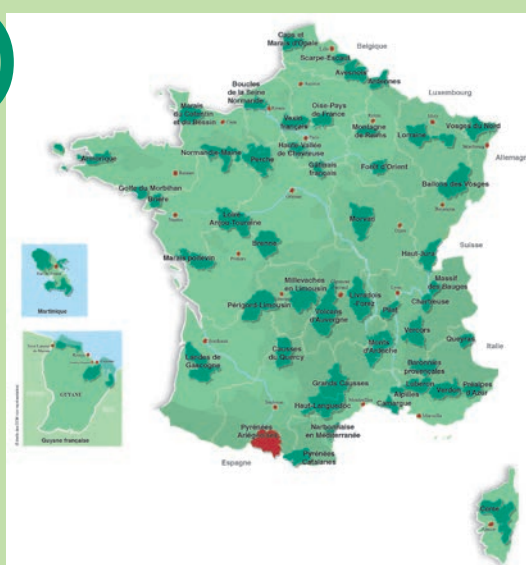 Caps et
Marais d'Opale
Belgique
Lille
Scarpe-Escaut
Avesnois
Ardennes
Luxembourg
Boucles
de la Seine
Normande
Marais
du Cotentin
et du Bessin
Oise-Pays
de France
Vexin
français
Montagne
de Reims
Lorraine
Vosges du Nord
Allemagne
Haute Vallée
de Chevreuse
Gâtinais
français
Forêt d'Orient
Armorique
Normandie-Maine
Perche
Ballons des Vosges
Golfe du Morbihan
Brière
Loire-
Anjou-Touraine
Brenne
Morvan
Haut-Jura
Suisse
Marais poitevin
Massif
des Bauges
Chartreuse
Millevaches
en Limousin
Périgord-Limousin
Volcans
d'Auvergne
Livradois
Forez
Pilat
Vercors
Queyras
Italie
Martinique
Causses
du Quercy
Monts
d'Ardèche
Baronnies
provençales
Landes de
Gascogne
Grands Causses
Luberon
Verdon
Préalpes
d'Azur
Alpilles
Camargue
Haut-Languedoc
Montpellier
Marseille
Narbonnaise
en Méditerranée
Pyrénées
Ariégeoises
Pyrénées
Catalanes
Espagne
GUYANE
Guyane française
Corse